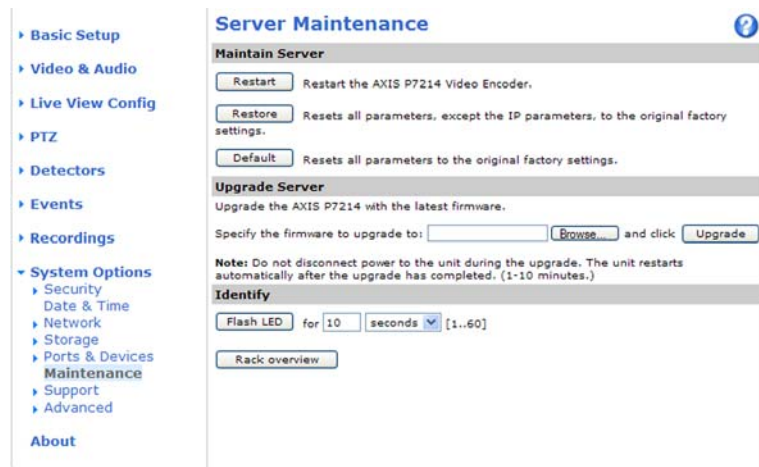 Basic Setup
Video & Audio
Live View Config
PTZ
Detectors
Events
Recordings
System Options
Security
Date & Time
Network
Storage
Ports & Devices
Maintenance
Support
Advanced
About
Server Maintenance
?
Maintain Server
Restart Restart the AXIS P7214 Video Encoder.
Restore Resets all parameters, except the IP parameters, to the original factory
settings.
Default Resets all parameters to the original factory settings.
Upgrade Server
Upgrade the AXIS P7214 with the latest firmware.
Specify the firmware to upgrade to: Browse... and click Upgrade
Note: Do not disconnect power to the unit during the upgrade. The unit restarts
automatically after the upgrade has completed. (1-10 minutes.)
Identify
Flash LED for 10 seconds [1..60]
Rack overview